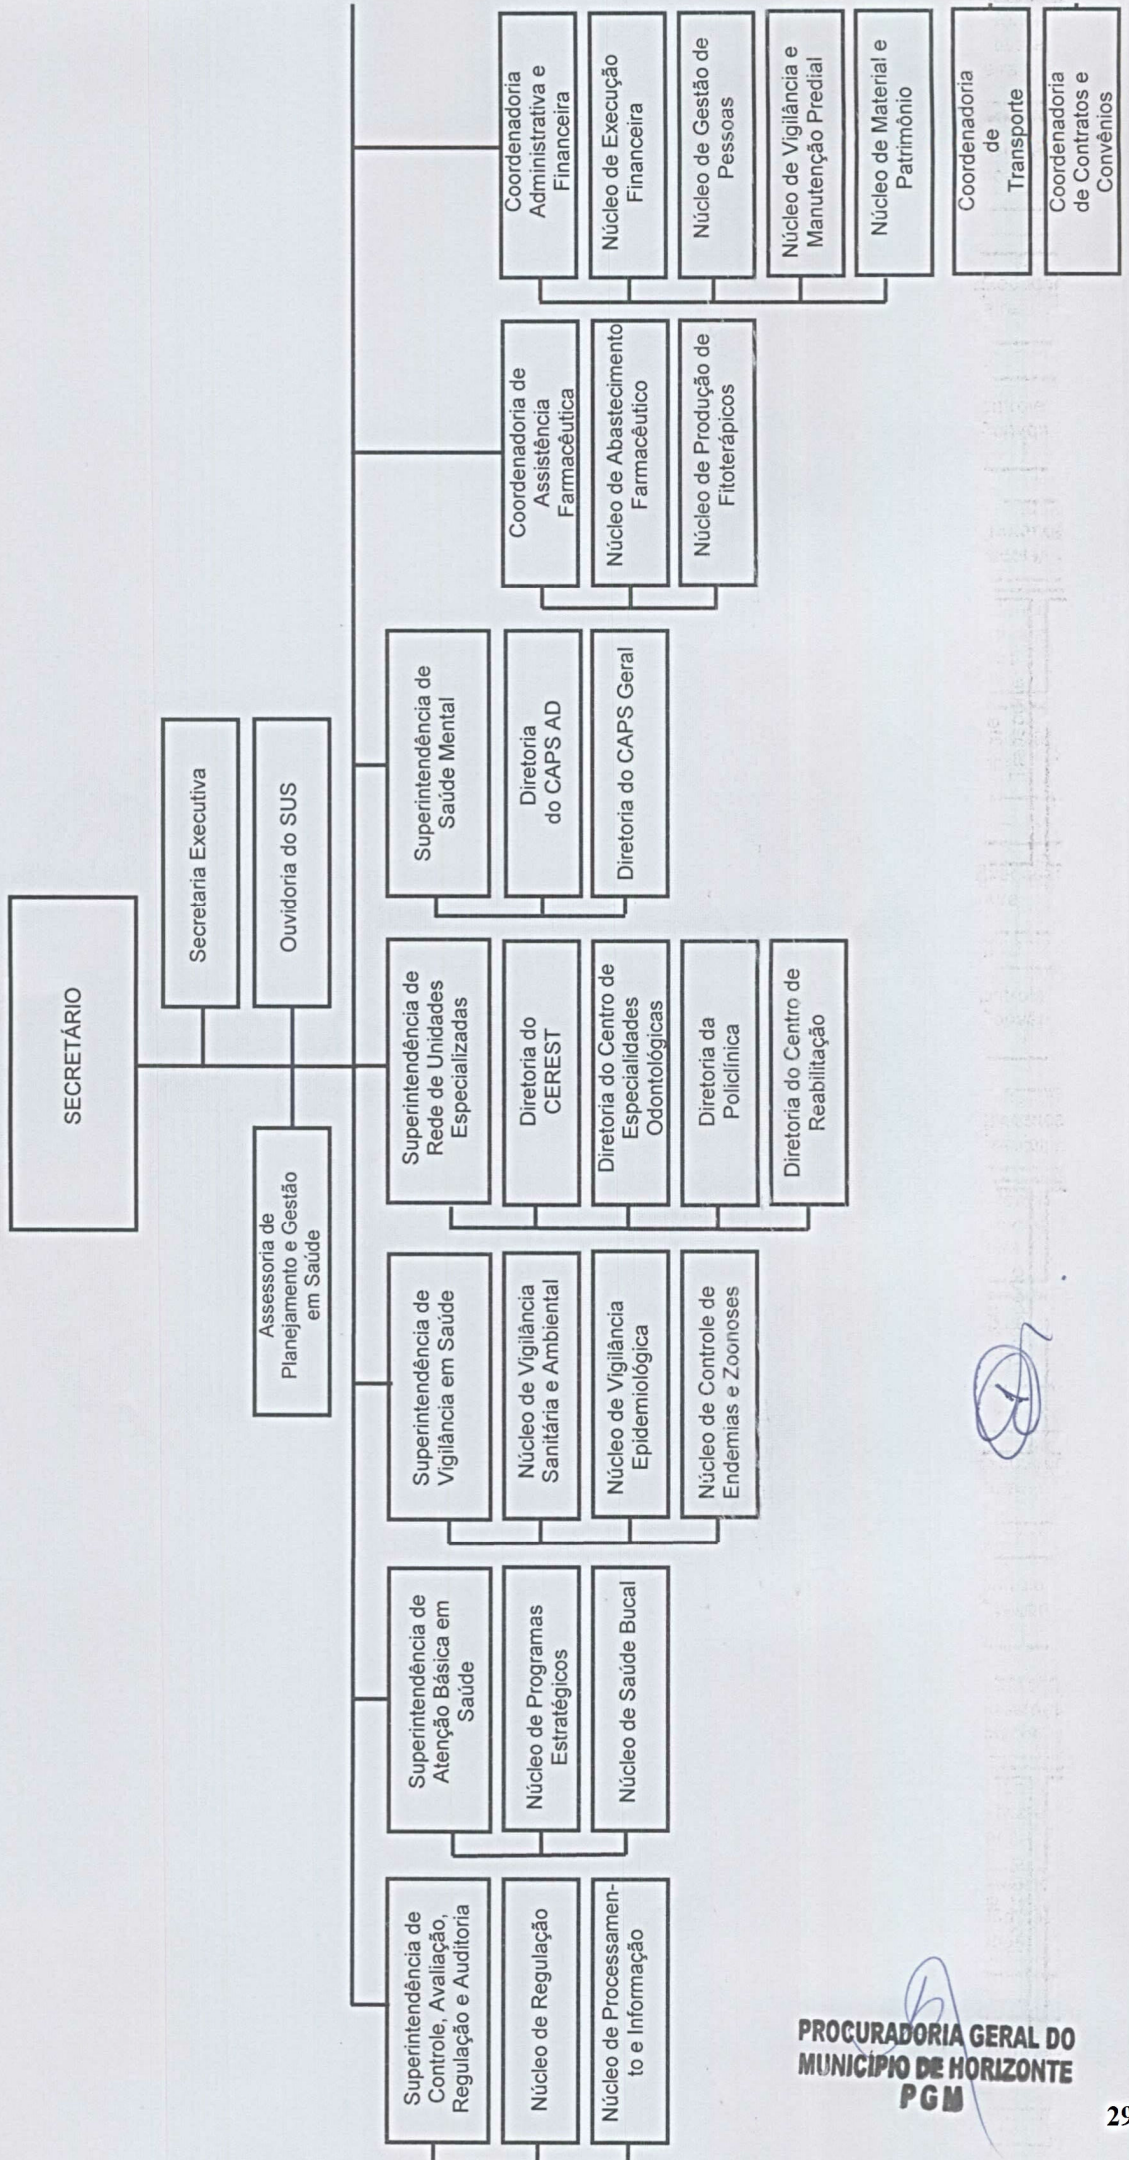 SECRETÁRIO
Secretaria Executiva
Assessoria de
Planejamento e Gestão
em Saúde
Ouvidoria do SUS
Superintendência de
Controle, Avaliação,
Regulação e Auditoria
Núcleo de Regulação
Núcleo de Processamen-
to e Informação
Superintendência de
Atenção Básica em
Saúde
Núcleo de Programas
Estratégicos
Núcleo de Saúde Bucal
Superintendência de
Vigilância em Saúde
Núcleo de Vigilância
Sanitária e Ambiental
Núcleo de Vigilância
Epidemiológica
Núcleo de Controle de
Endemias e Zoonoses
Superintendência de
Rede de Unidades
Especializadas
Diretoria do
CEREST
Diretoria do Centro de
Especialidades
Odontológicas
Diretoria da
Policlínica
Diretoria do Centro de
Reabilitação
Superintendência de
Saúde Mental
Diretoria
do CAPS AD
Diretoria do CAPS Geral
Coordenadoria de
Assistência
Farmacêutica
Núcleo de Abastecimento
Farmacêutico
Núcleo de Produção de
Fitoterápicos
Coordenadoria
Administrativa e
Financeira
Núcleo de Execução
Financeira
Núcleo de Gestão de
Pessoas
Núcleo de Vigilância e
Manutenção Predial
Núcleo de Material e
Patrimônio
Coordenadoria
de
Transporte
Coordenadoria
de Contratos e
Convênios
PROCURADORIA GERAL DO
MUNICÍPIO DE HORIZONTE
PGM
29